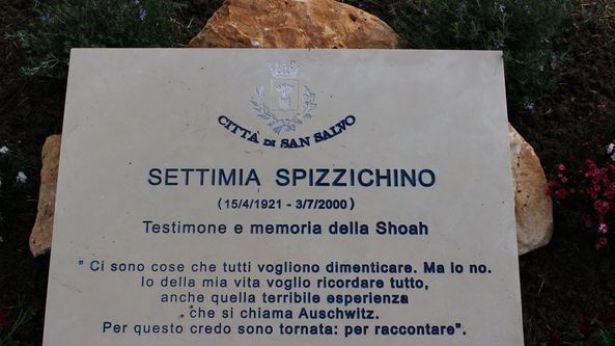 CITTÀ DI SAN SALVO
SETTIMIA SPIZZICHINO
(15/4/1921 - 3/7/2000)
Testimone e memoria della Shoah
" Ci sono cose che tutti vogliono dimenticare. Ma Io no.
Io della mia vita voglio ricordare tutto,
anche quella terribile esperienza
che si chiama Auschwitz.
Per questo credo sono tornata: per raccontare".